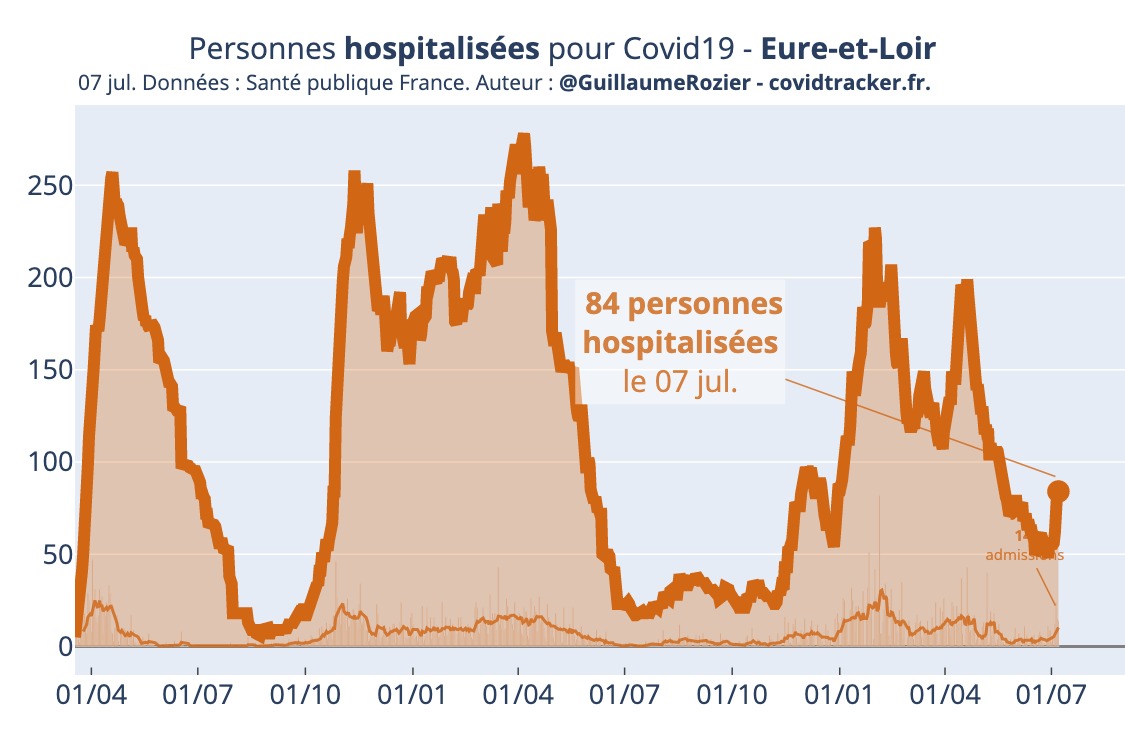 Personnes hospitalisées pour Covid19 - Eure-et-Loir
07 jul. Données : Santé publique France. Auteur : @GuillaumeRozier - covidtracker.fr.
250
200
150
100
50
0
84 personnes
hospitalisées
le 07 jul.
admissions
01/04 01/07 01/10 01/01 01/04 01/07 01/10 01/01 01/04 01/07